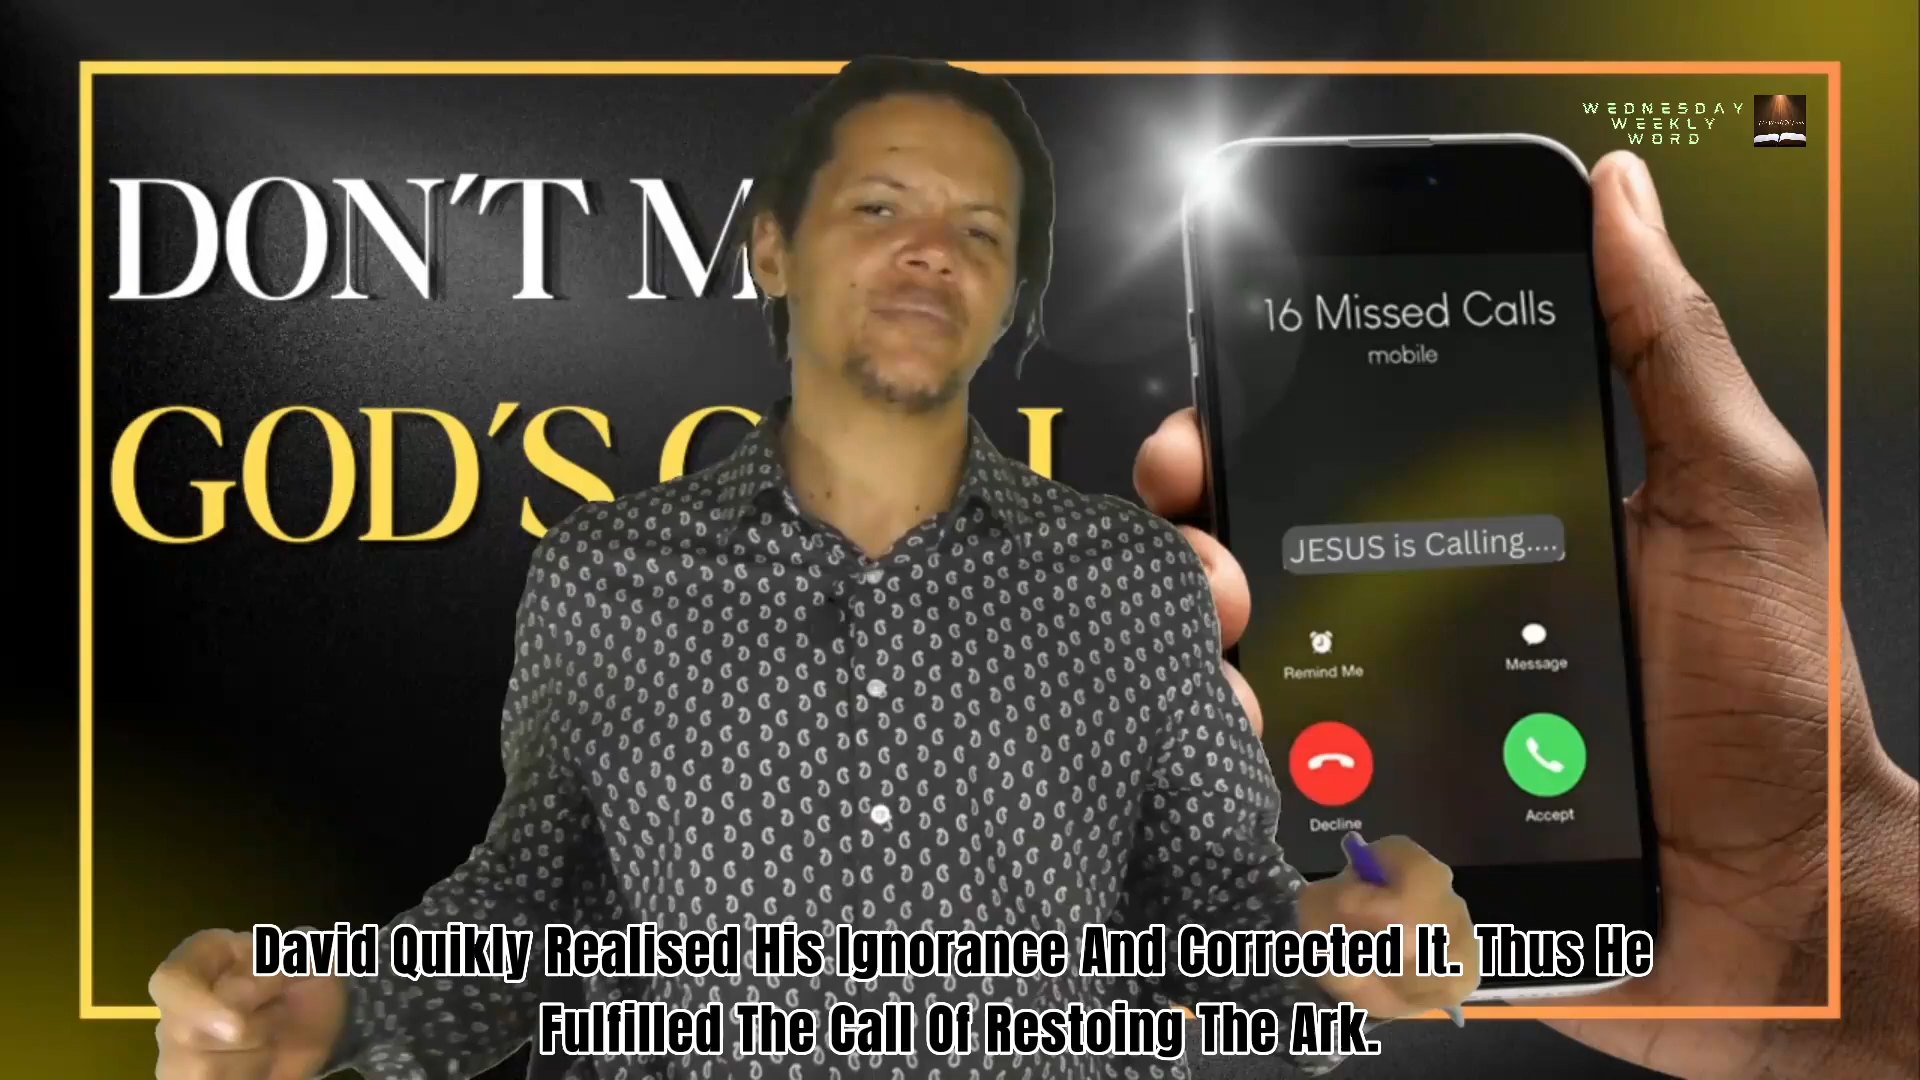 WEDNESDAY
WEEKLY
WORD
DON'T M
GOD'S
16 Missed Calls
mobile
JESUS is Calling....
Remind Me
Message
Decline
Accept
David Quikly Realised His Ignorance And Corrected It. Thus He
Fulfilled The Call Of Restoing The Ark.